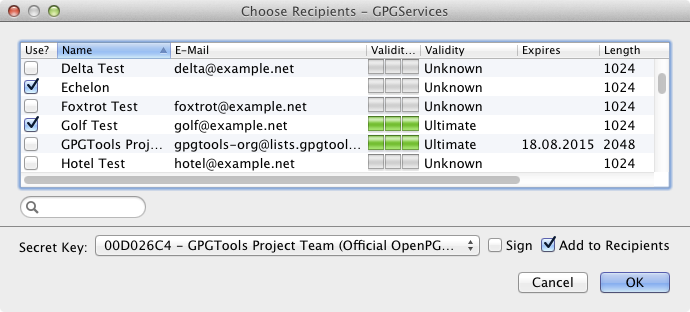 Choose Recipients – GPGServices
Use? Name E-Mail Validit... Validity Expires Length
Delta Test delta@example.net Unknown 1024
Echelon Unknown 1024
Foxtrot Test foxtrot@example.net Unknown 1024
Golf Test golf@example.net Ultimate 1024
GPGTools Proj... gpgtools-org@lists.gpgtool... Ultimate 18.08.2015 2048
Hotel Test hotel@example.net Unknown 1024
Secret Key: 00D026C4 – GPGTools Project Team (Official OpenPG... Sign Add to Recipients
Cancel OK